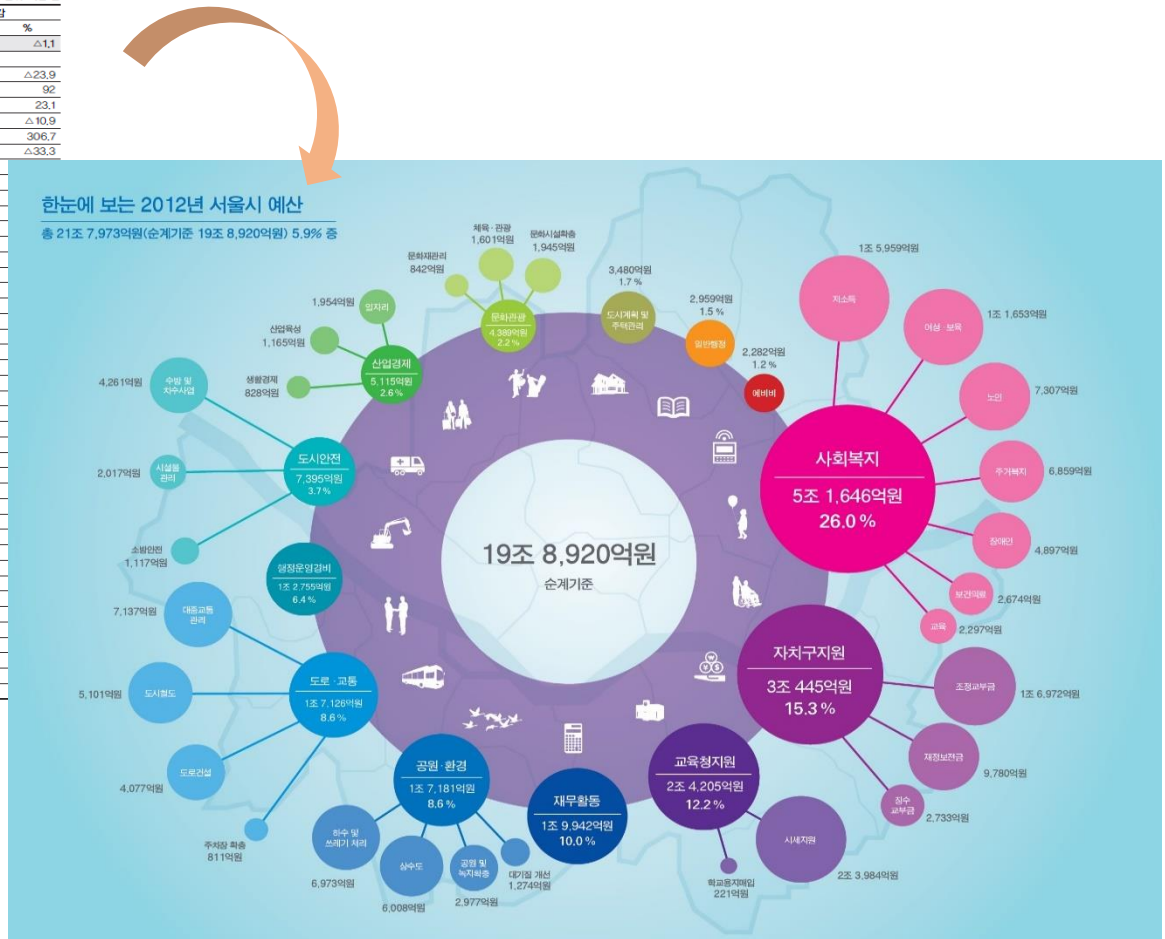 감
%
△1.1
△23.9
92
23.1
△10.9
306.7
△33.3
한눈에 보는 2012년 서울시 예산
총 21조 7,973억원(순계기준 19조 8,920억원) 5.9% 증
19조 8,920억원
순계기준
사회복지
5조 1,646억원
26.0 %
저소득
1조 5,959억원
여성 · 보육
1조 1,653억원
노인
7,307억원
주거복지
6,859억원
장애인
4,897억원
보건의료
2,674억원
교육
2,297억원
자치구지원
3조 445억원
15.3 %
조정교부금
1조 6,972억원
재정보전금
9,780억원
징수
교부금
2,733억원
교육청지원
2조 4,205억원
12.2 %
시세지원
2조 3,984억원
학교용지매입
221억원
재무활동
1조 9,942억원
10.0 %
공원 · 환경
1조 7,181억원
8.6 %
대기질 개선
1,274억원
공원 및
녹지확충
2,977억원
상수도
6,008억원
하수 및
쓰레기 처리
6,973억원
도로 · 교통
1조 7,126억원
8.6 %
주차장 확충
811억원
도로건설
4,077억원
도시철도
5,101억원
대중교통
관리
7,137억원
행정운영경비
1조 2,755억원
6.4 %
도시안전
7,395억원
3.7 %
소방안전
1,117억원
시설물
관리
2,017억원
수방 및
치수사업
4,261억원
산업경제
5,115억원
2.6 %
생활경제
828억원
산업육성
1,165억원
일자리
1,954억원
문화관광
4,389억원
2.2 %
문화재관리
842억원
체육 · 관광
1,601억원
문화시설확충
1,945억원
3,480억원
1.7 %
도시계획 및
주택관리
2,959억원
1.5 %
일반행정
2,282억원
1.2 %
예비비